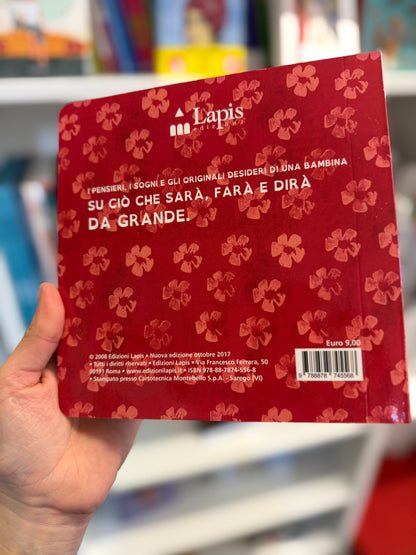 Lapis
edizioni
I PENSIERI, I SOGNI E GLI ORIGINALI DESIDERI DI UNA BAMBINA
SU CIÒ CHE SARÀ, FARÀ E DIRÀ
DA GRANDE.
Euro 9,00
© 2008 Edizioni Lapis • Nuova edizione ottobre 2017
• Tutti i diritti riservati • Edizioni Lapis • Via Francesco Ferrara, 50
00191 Roma • www.edizionilapis.it • ISBN 978-88-7874-556-8
• Stampato presso Cartotecnica Montebello S.p.A. - Sarego (VI)
9 788878 745568